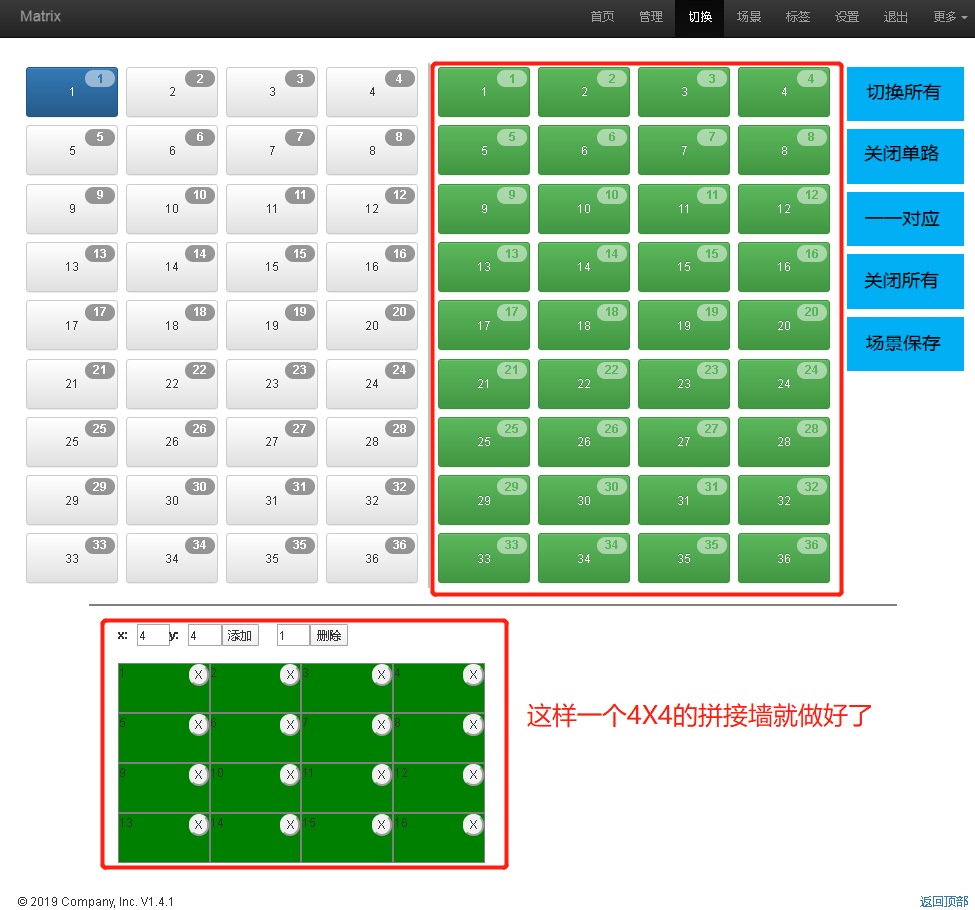 Matrix 首页 管理 切换 场景 标签 设置 退出 更多
1 1 2 2 3 3 4 4 1 1 2 2 3 3 4 4 切换所有
5 5 6 6 7 7 8 8 5 5 6 6 7 7 8 8 关闭单路
9 9 10 10 11 11 12 12 9 9 10 10 11 11 12 12 一一对应
13 13 14 14 15 15 16 16 13 13 14 14 15 15 16 16 关闭所有
17 17 18 18 19 19 20 20 17 17 18 18 19 19 20 20 场景保存
21 21 22 22 23 23 24 24 21 21 22 22 23 23 24 24
25 25 26 26 27 27 28 28 25 25 26 26 27 27 28 28
29 29 30 30 31 31 32 32 29 29 30 30 31 31 32 32
33 33 34 34 35 35 36 36 33 33 34 34 35 35 36 36
x: 4 y: 4 添加 1 删除
1 X 2 X 3 X 4 X
这样一个4X4的拼接墙就做好了
5 X 6 X 7 X 8 X
9 X 10 X 11 X 12 X
13 X 14 X 15 X 16 X
© 2019 Company, Inc. V1.4.1 返回顶部